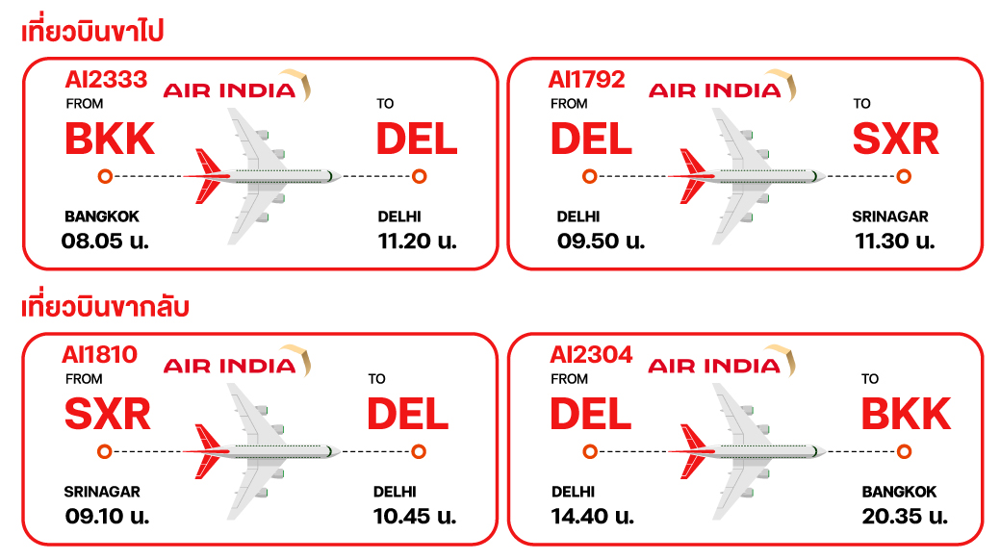 เที่ยวบินขาไป
AI2333
AIR INDIA
FROM
TO
BKK
DEL
BANGKOK
DELHI
08.05 น.
11.20 น.
AI1792
AIR INDIA
FROM
TO
DEL
SXR
DELHI
SRINAGAR
09.50 น.
11.30 น.
เที่ยวบินขากลับ
AI1810
AIR INDIA
FROM
TO
SXR
DEL
SRINAGAR
DELHI
09.10 น.
10.45 น.
AI2304
AIR INDIA
FROM
TO
DEL
BKK
DELHI
BANGKOK
14.40 น.
20.35 น.